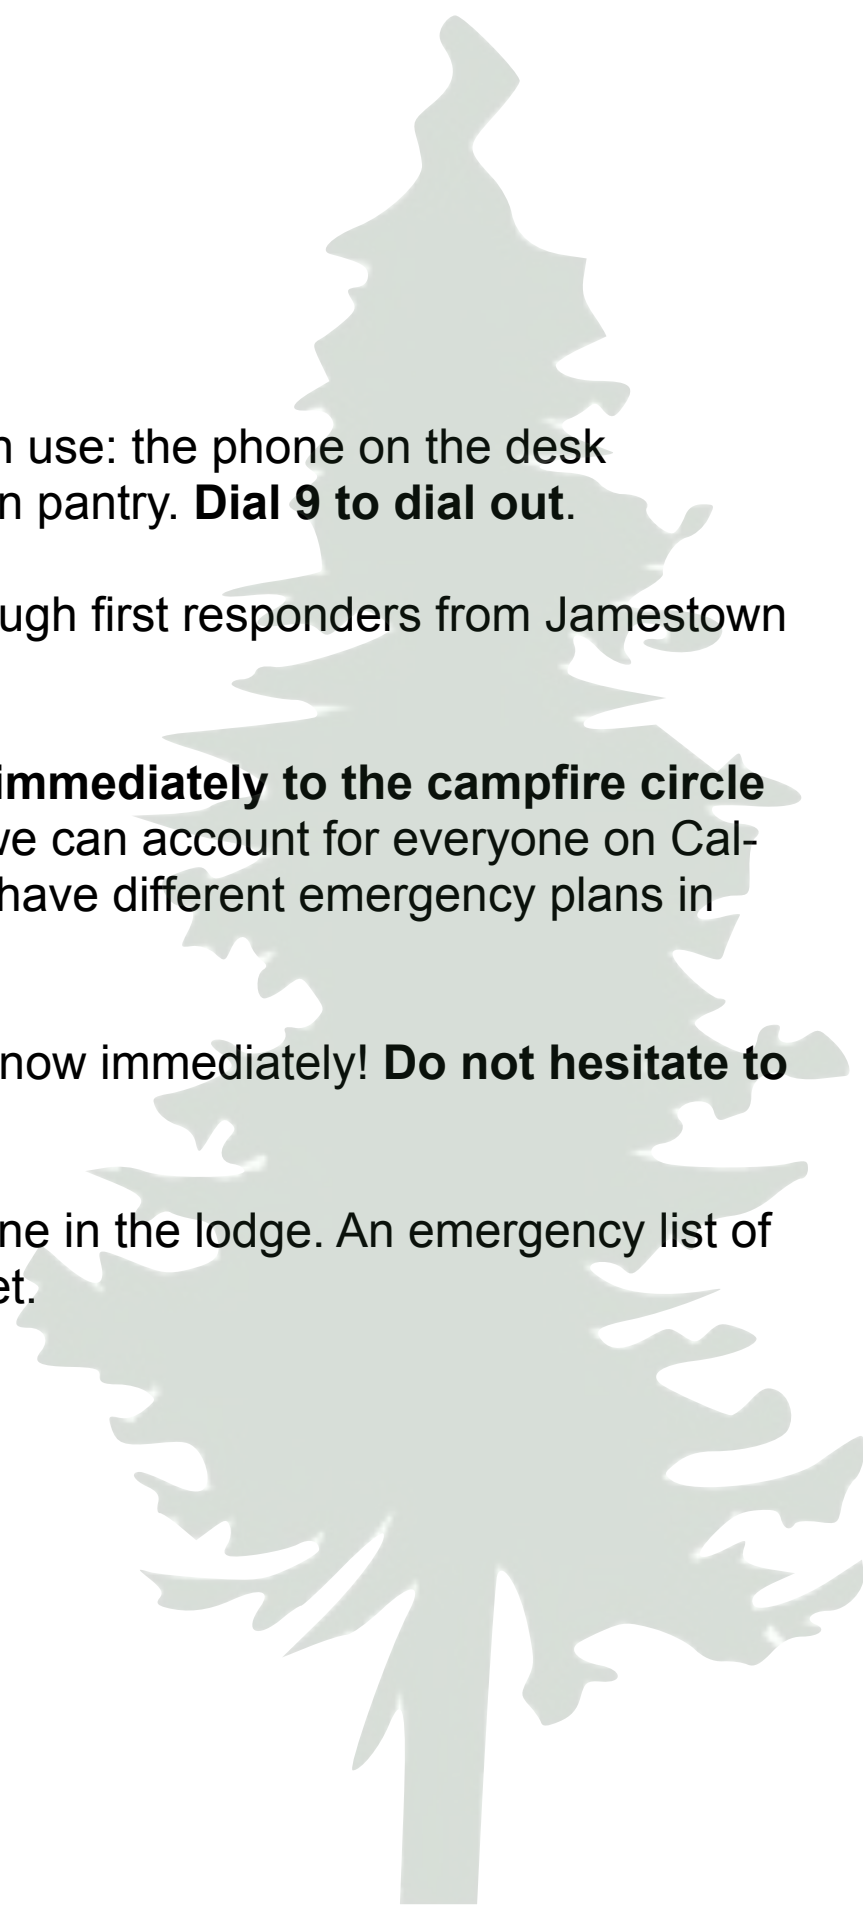 n use: the phone on the desk
n pantry. Dial 9 to dial out.
ugh first responders from Jamestown
immediately to the campfire circle
we can account for everyone on Cal-
have different emergency plans in
now immediately! Do not hesitate to
ne in the lodge. An emergency list of
et.